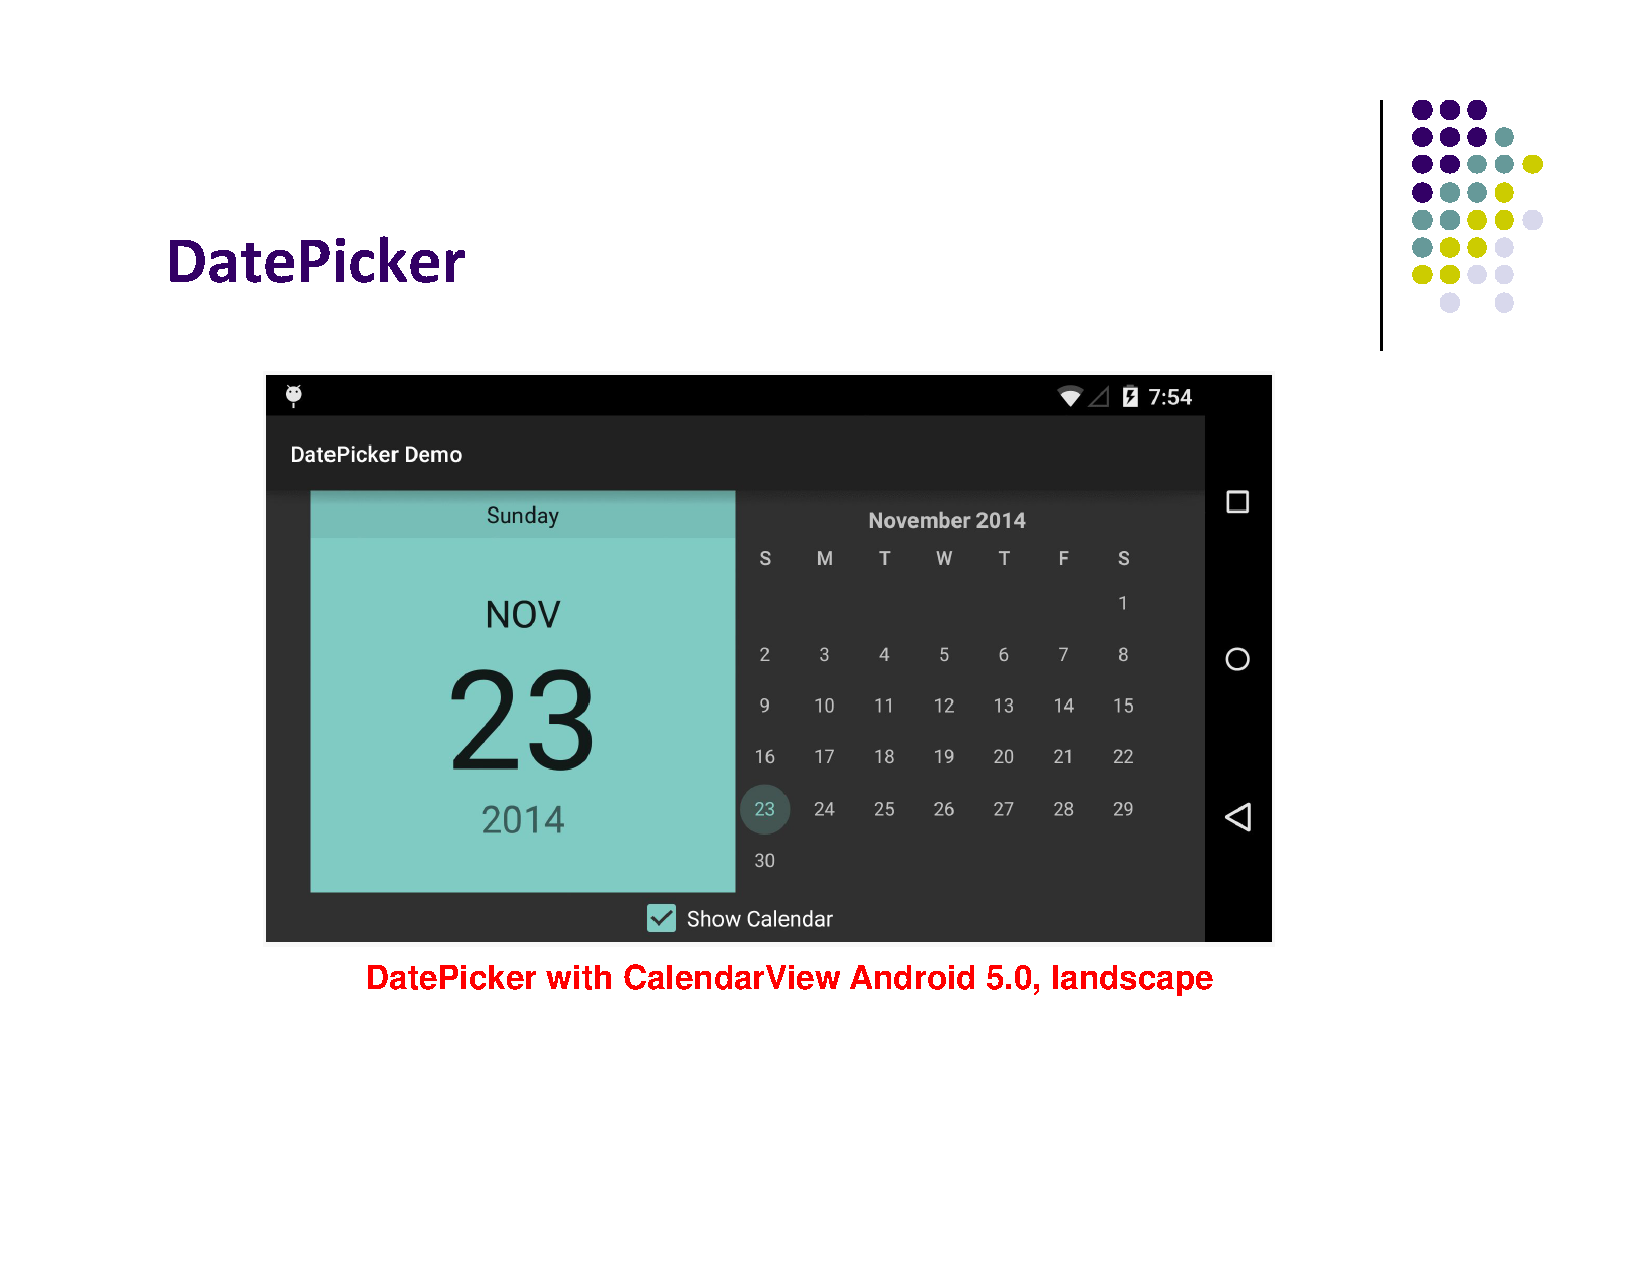 DatePicker
7:54
DatePicker Demo
Sunday
NOV
23
2014
November 2014
S M T W T F S
1
2 3 4 5 6 7 8
9 10 11 12 13 14 15
16 17 18 19 20 21 22
23 24 25 26 27 28 29
30
Show Calendar
DatePicker with CalendarView Android 5.0, landscape